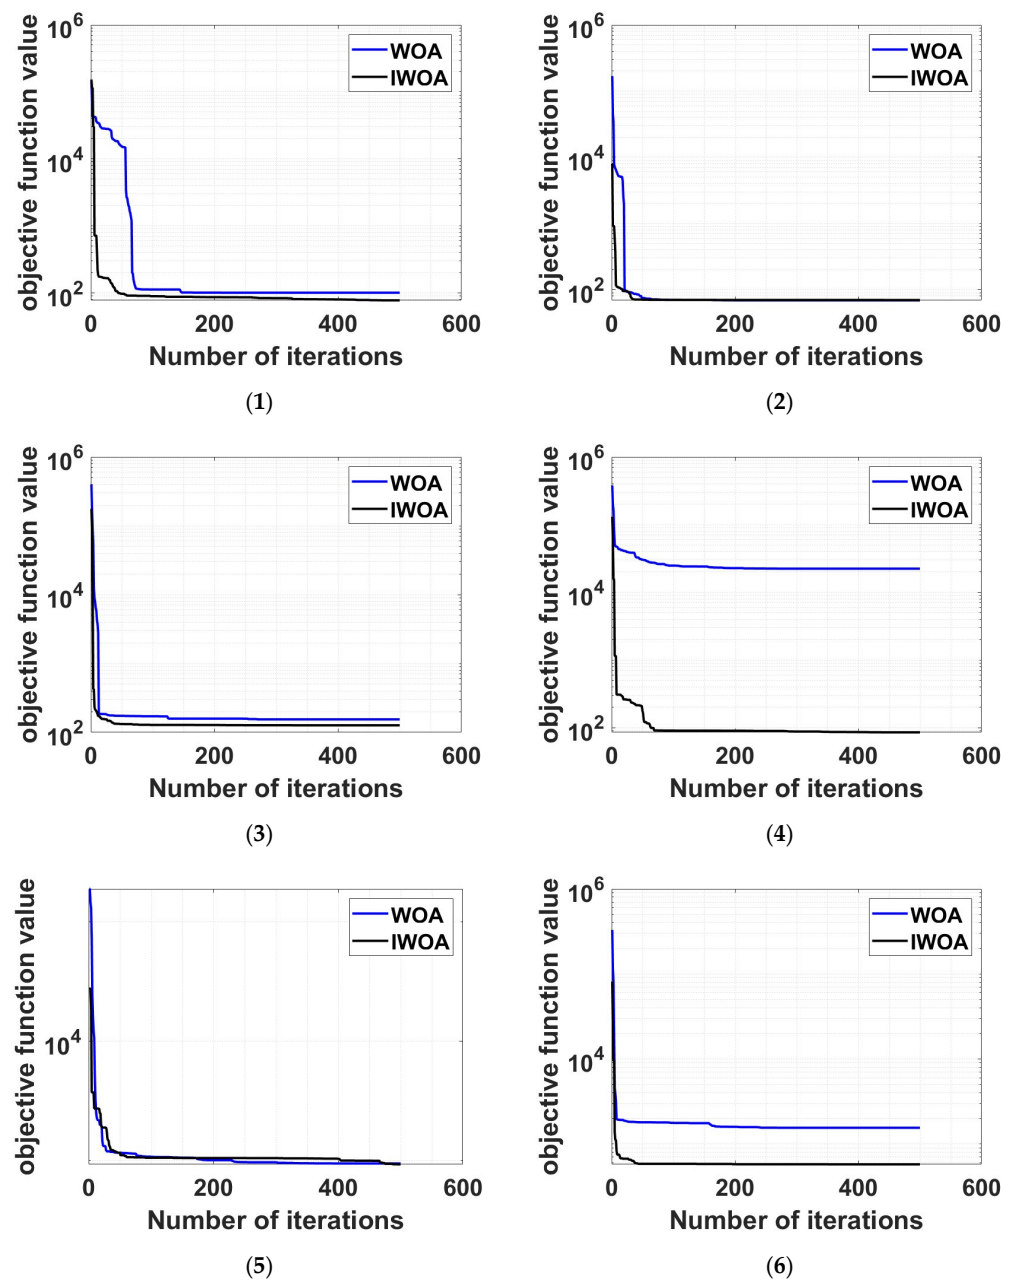 objective function value
10^6
10^4
10^2
WOA
IWOA
0 200 400 600
Number of iterations
(1)
objective function value
10^6
10^4
10^2
WOA
IWOA
0 200 400 600
Number of iterations
(2)
objective function value
10^6
10^4
10^2
WOA
IWOA
0 200 400 600
Number of iterations
(3)
objective function value
10^6
10^4
10^2
WOA
IWOA
0 200 400 600
Number of iterations
(4)
objective function value
10^4
WOA
IWOA
0 200 400 600
Number of iterations
(5)
objective function value
10^6
10^4
WOA
IWOA
0 200 400 600
Number of iterations
(6)